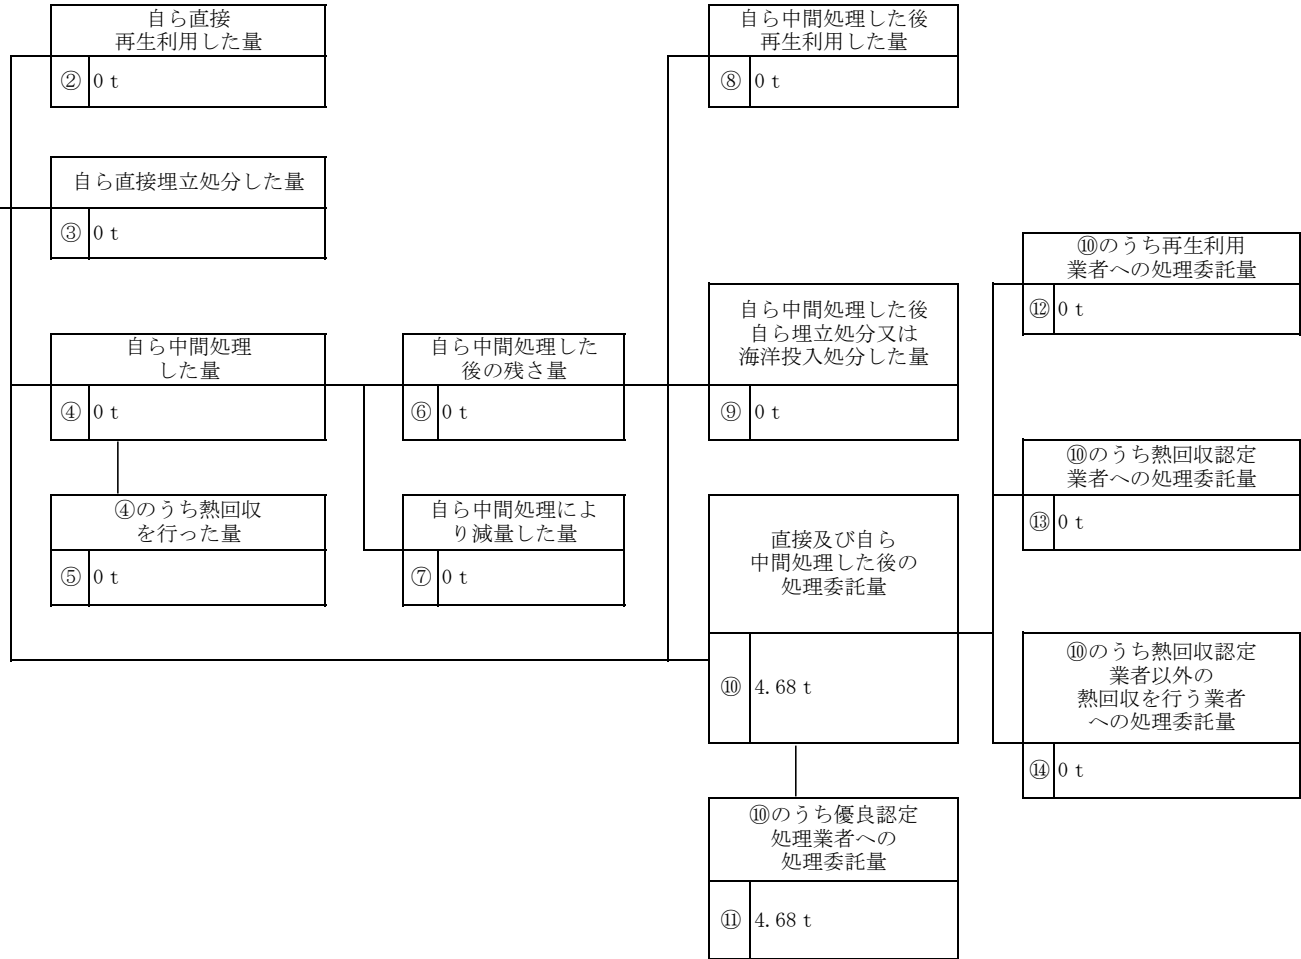 自ら直接
再生利用した量
② 0 t
自ら直接埋立処分した量
③ 0 t
自ら中間処理
した量
④ 0 t
④のうち熱回収
を行った量
⑤ 0 t
自ら中間処理した
後の残さ量
⑥ 0 t
自ら中間処理によ
り減量した量
⑦ 0 t
自ら中間処理した後
再生利用した量
⑧ 0 t
自ら中間処理した後
自ら埋立処分又は
海洋投入処分した量
⑨ 0 t
直接及び自ら
中間処理した後の
処理委託量
⑩ 4.68 t
⑩のうち優良認定
処理業者への
処理委託量
⑪ 4.68 t
⑩のうち再生利用
業者への処理委託量
⑫ 0 t
⑩のうち熱回収認定
業者への処理委託量
⑬ 0 t
⑩のうち熱回収認定
業者以外の
熱回収を行う業者
への処理委託量
⑭ 0 t